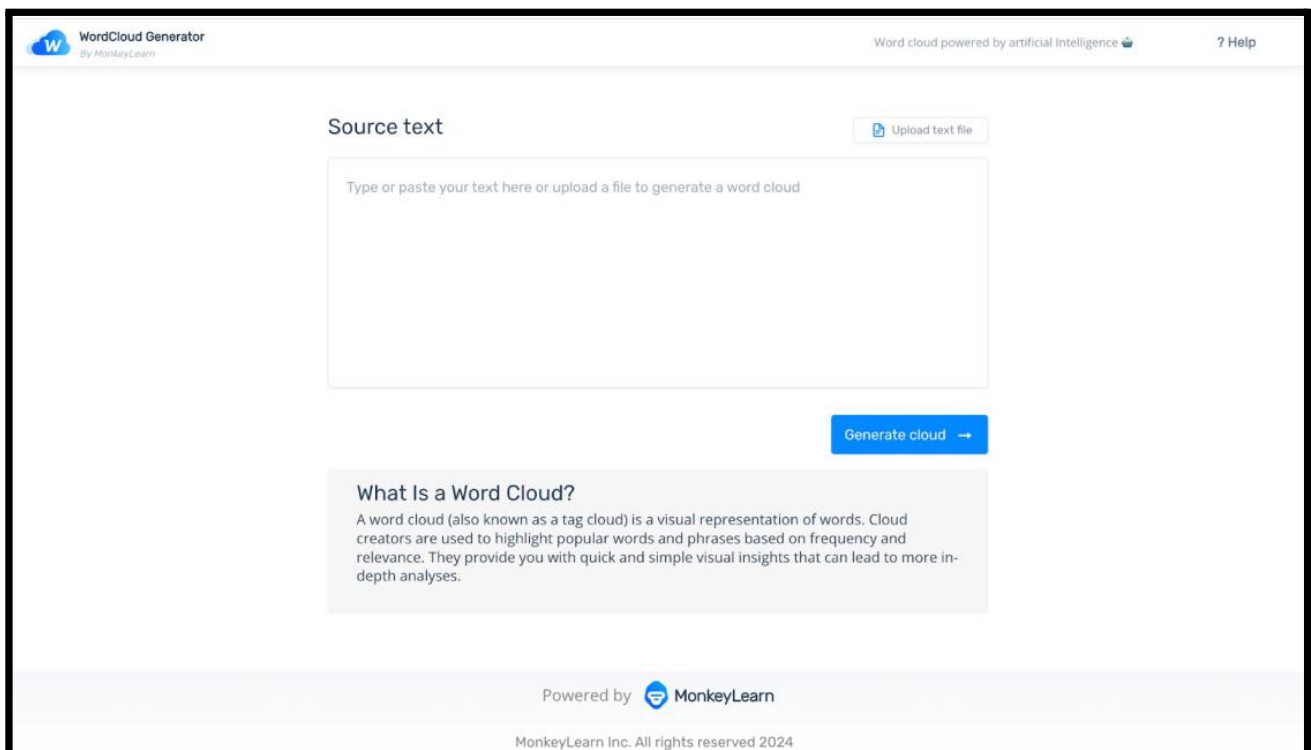 WordCloud Generator
By MonkeyLearn
Word cloud powered by artificial Intelligence
? Help
Source text
Upload text file
Type or paste your text here or upload a file to generate a word cloud
Generate cloud →
What Is a Word Cloud?
A word cloud (also known as a tag cloud) is a visual representation of words. Cloud
creators are used to highlight popular words and phrases based on frequency and
relevance. They provide you with quick and simple visual insights that can lead to more in-
depth analyses.
Powered by MonkeyLearn
MonkeyLearn Inc. All rights reserved 2024